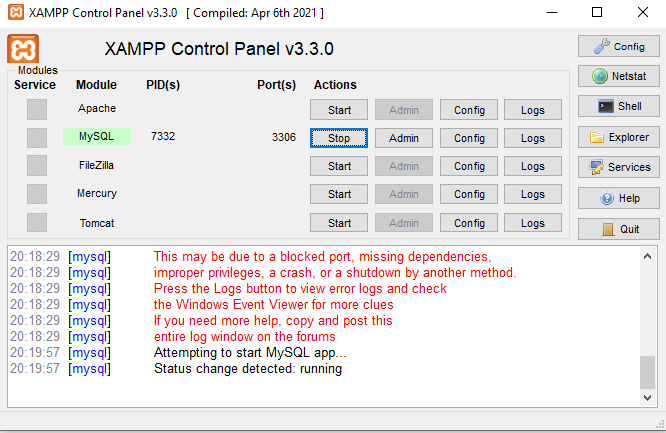 XAMPP Control Panel v3.3.0 [ Compiled: Apr 6th 2021 ]
XAMPP Control Panel v3.3.0
Config
Modules
Service Module PID(s) Port(s) Actions
Netstat
Apache Start Admin Config Logs
Shell
MySQL 7332 3306 Stop Admin Config Logs
Explorer
FileZilla Start Admin Config Logs
Services
Mercury Start Admin Config Logs
Help
Tomcat Start Admin Config Logs
Quit
20:18:29 [mysql] This may be due to a blocked port, missing dependencies,
20:18:29 [mysql] improper privileges, a crash, or a shutdown by another method.
20:18:29 [mysql] Press the Logs button to view error logs and check
20:18:29 [mysql] the Windows Event Viewer for more clues
20:18:29 [mysql] If you need more help, copy and post this
20:18:29 [mysql] entire log window on the forums
20:19:57 [mysql] Attempting to start MySQL app...
20:19:57 [mysql] Status change detected: running